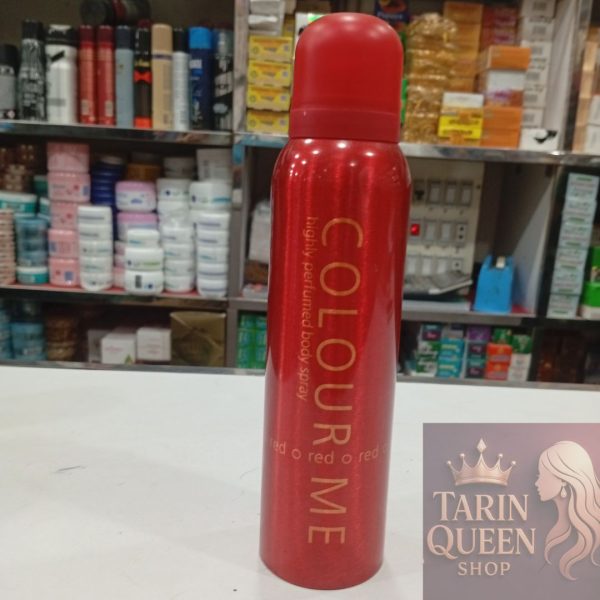 COLOUR ME
highly perfumed body spray
red o red o red o
TARIN
QUEEN
SHOP